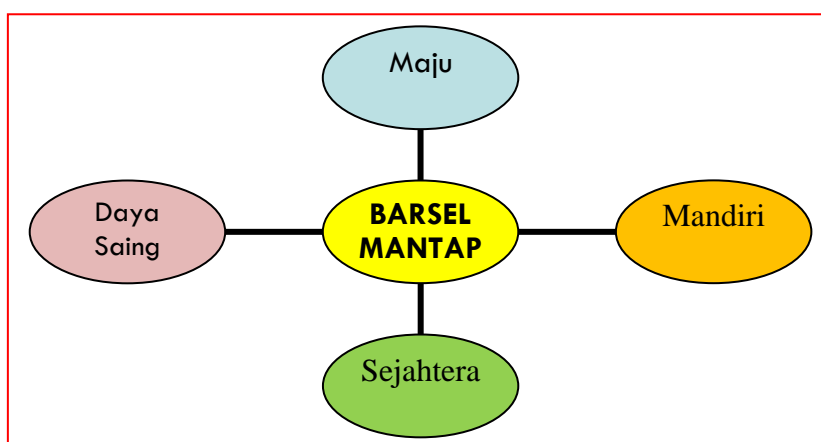 Maju
Daya
Saing
BARSEL
MANTAP
Mandiri
Sejahtera